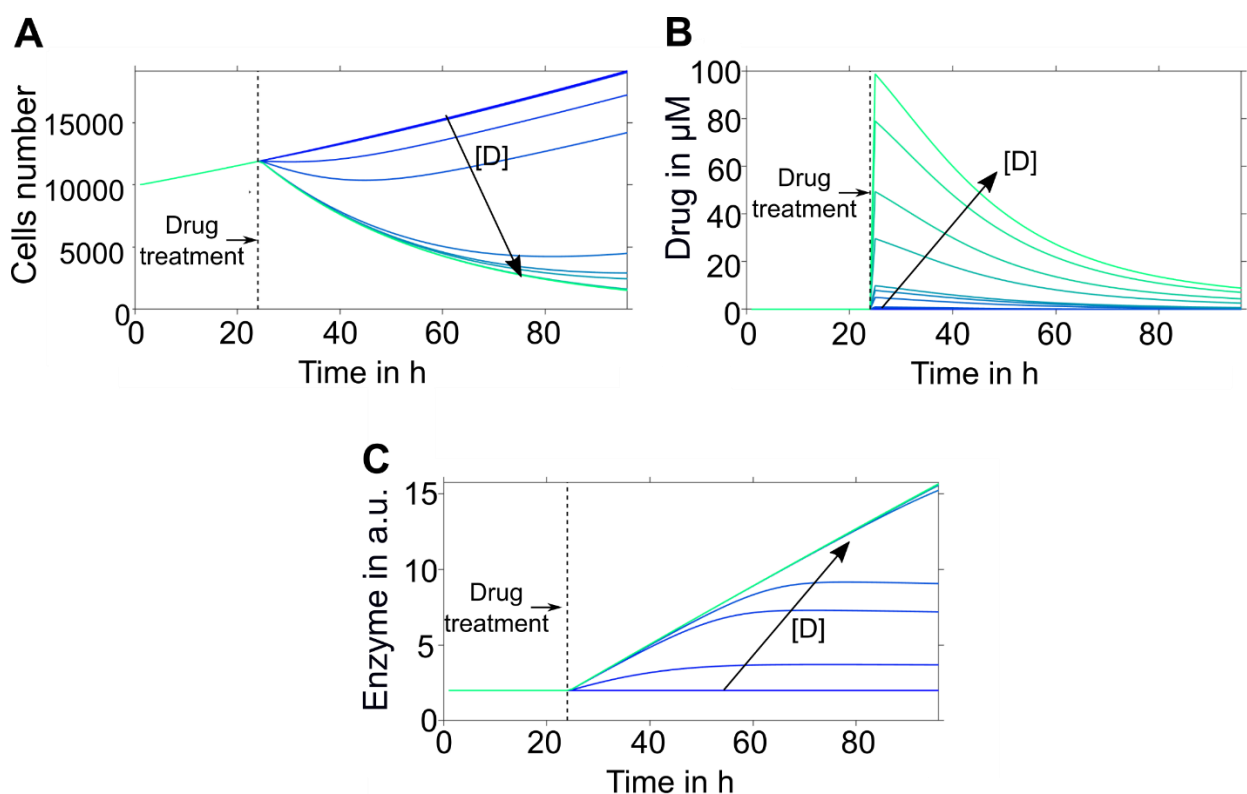 A
Cells number
15000
10000
5000
0
[D]
Drug
treatment
0 20 40 60 80
Time in h
B
Drug in µM
100
80
60
40
20
0
[D]
Drug
treatment
0 20 40 60 80
Time in h
C
Enzyme in a.u.
15
10
5
0
Drug
treatment
[D]
0 20 40 60 80
Time in h